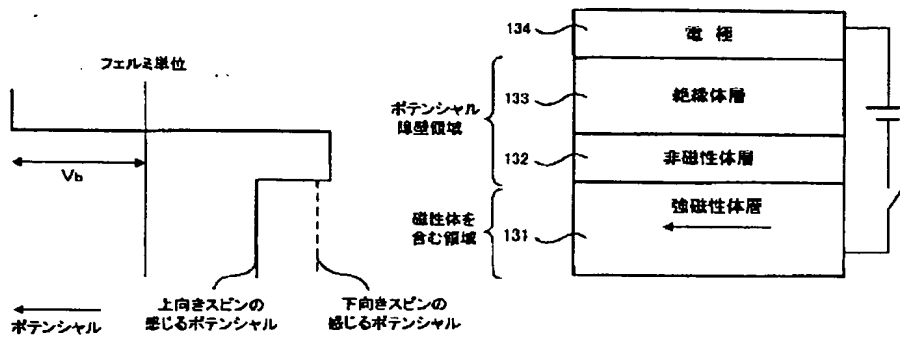 フェルミ単位
Vb
上向きスピンの
感じるポテンシャル
下向きスピンの
感じるポテンシャル
ポテンシャル
ポテンシャル
障壁領域
磁性体を
含む領域
134
電極
133
絶縁体層
132
非磁性体層
131
強磁性体層